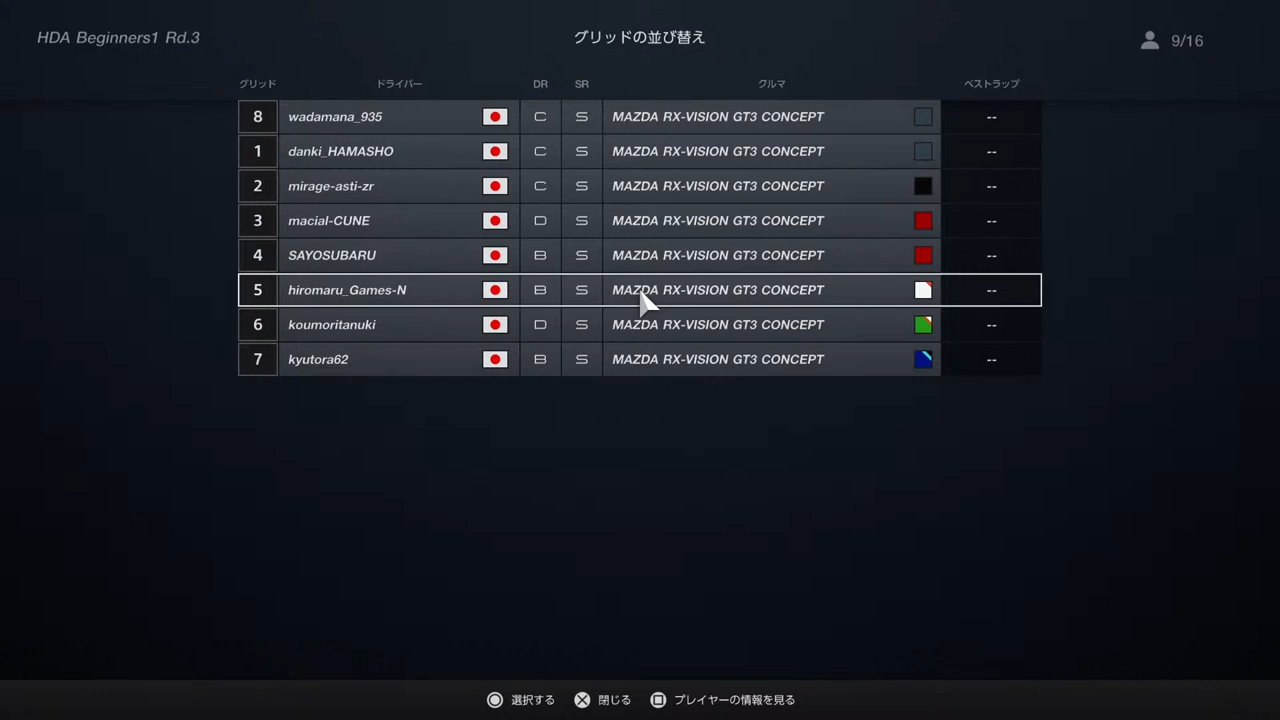 HDA Beginners1 Rd.3 グリッドの並び替え 9/16
グリッド ドライバー DR SR クルマ ベストラップ
8 wadamana_935 C S MAZDA RX-VISION GT3 CONCEPT --
1 danki_HAMASHO C S MAZDA RX-VISION GT3 CONCEPT --
2 mirage-asti-zr C S MAZDA RX-VISION GT3 CONCEPT --
3 macial-CUNE D S MAZDA RX-VISION GT3 CONCEPT --
4 SAYOSUBARU B S MAZDA RX-VISION GT3 CONCEPT --
5 hiromaru_Games-N B S MAZDA RX-VISION GT3 CONCEPT --
6 koumoritanuki D S MAZDA RX-VISION GT3 CONCEPT --
7 kyutora62 B S MAZDA RX-VISION GT3 CONCEPT --
選択する 閉じる プレイヤーの情報を見る